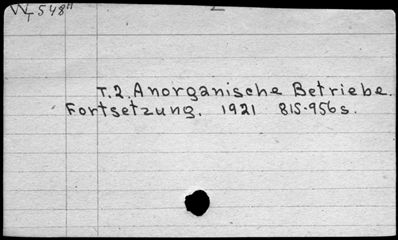 W, 548"
T.2. Anorganische Betriebe.
Fortsetzung. 1921 815-956 s.